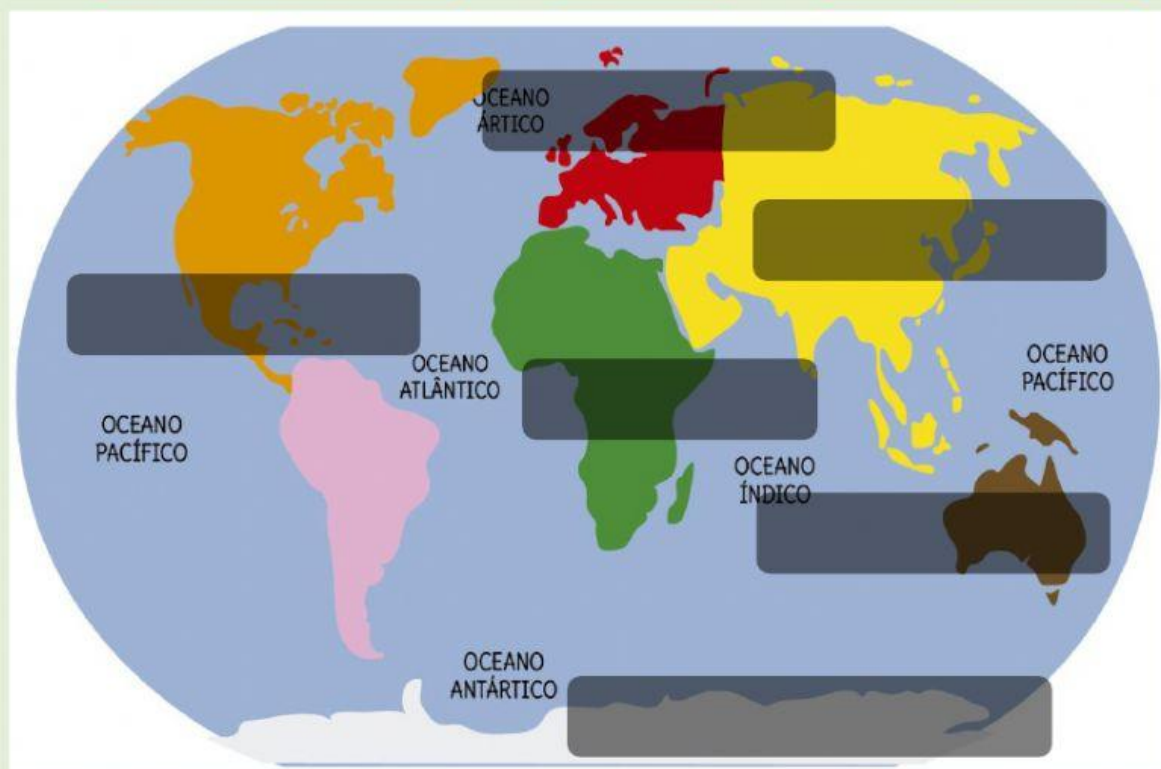 OCEANO
ÁRTICO
OCEANO
ATLÂNTICO
OCEANO
PACÍFICO
OCEANO
PACÍFICO
OCEANO
ÍNDICO
OCEANO
ANTÁRTICO